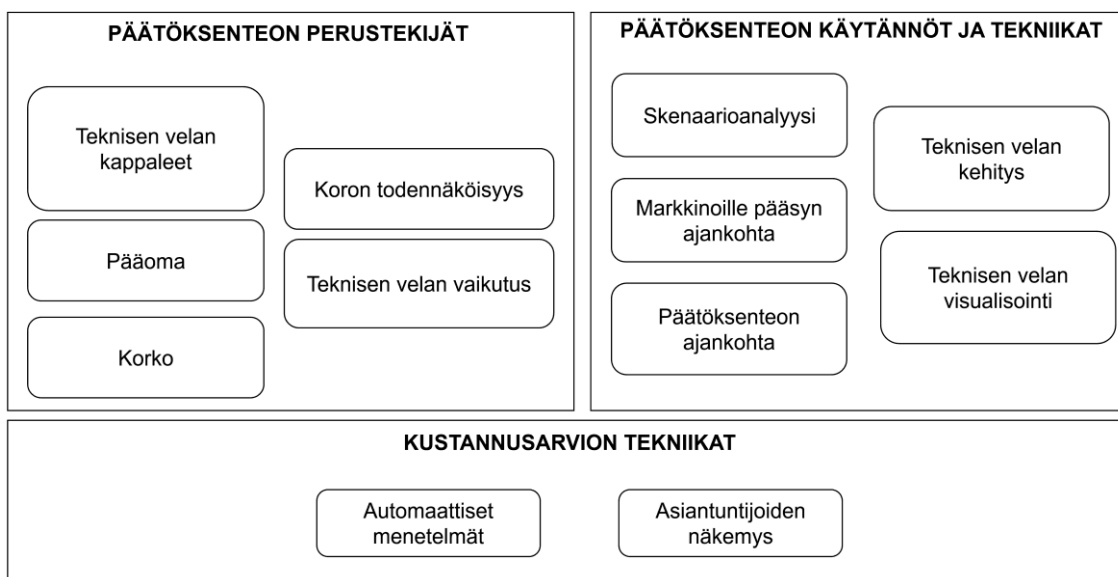 PÄÄTÖKSENTEON PERUSTEKIJÄT
Teknisen velan
kappaleet
Pääoma
Korko
Koron todennäköisyys
Teknisen velan vaikutus
PÄÄTÖKSENTEON KÄYTÄNNÖT JA TEKNIIKAT
Skenaarioanalyysi
Markkinoille pääsyn
ajankohta
Päätöksenteon
ajankohta
Teknisen velan
kehitys
Teknisen velan
visualisointi
KUSTANNUSARVION TEKNIIKAT
Automaattiset
menetelmät
Asiantuntijoiden
näkemys